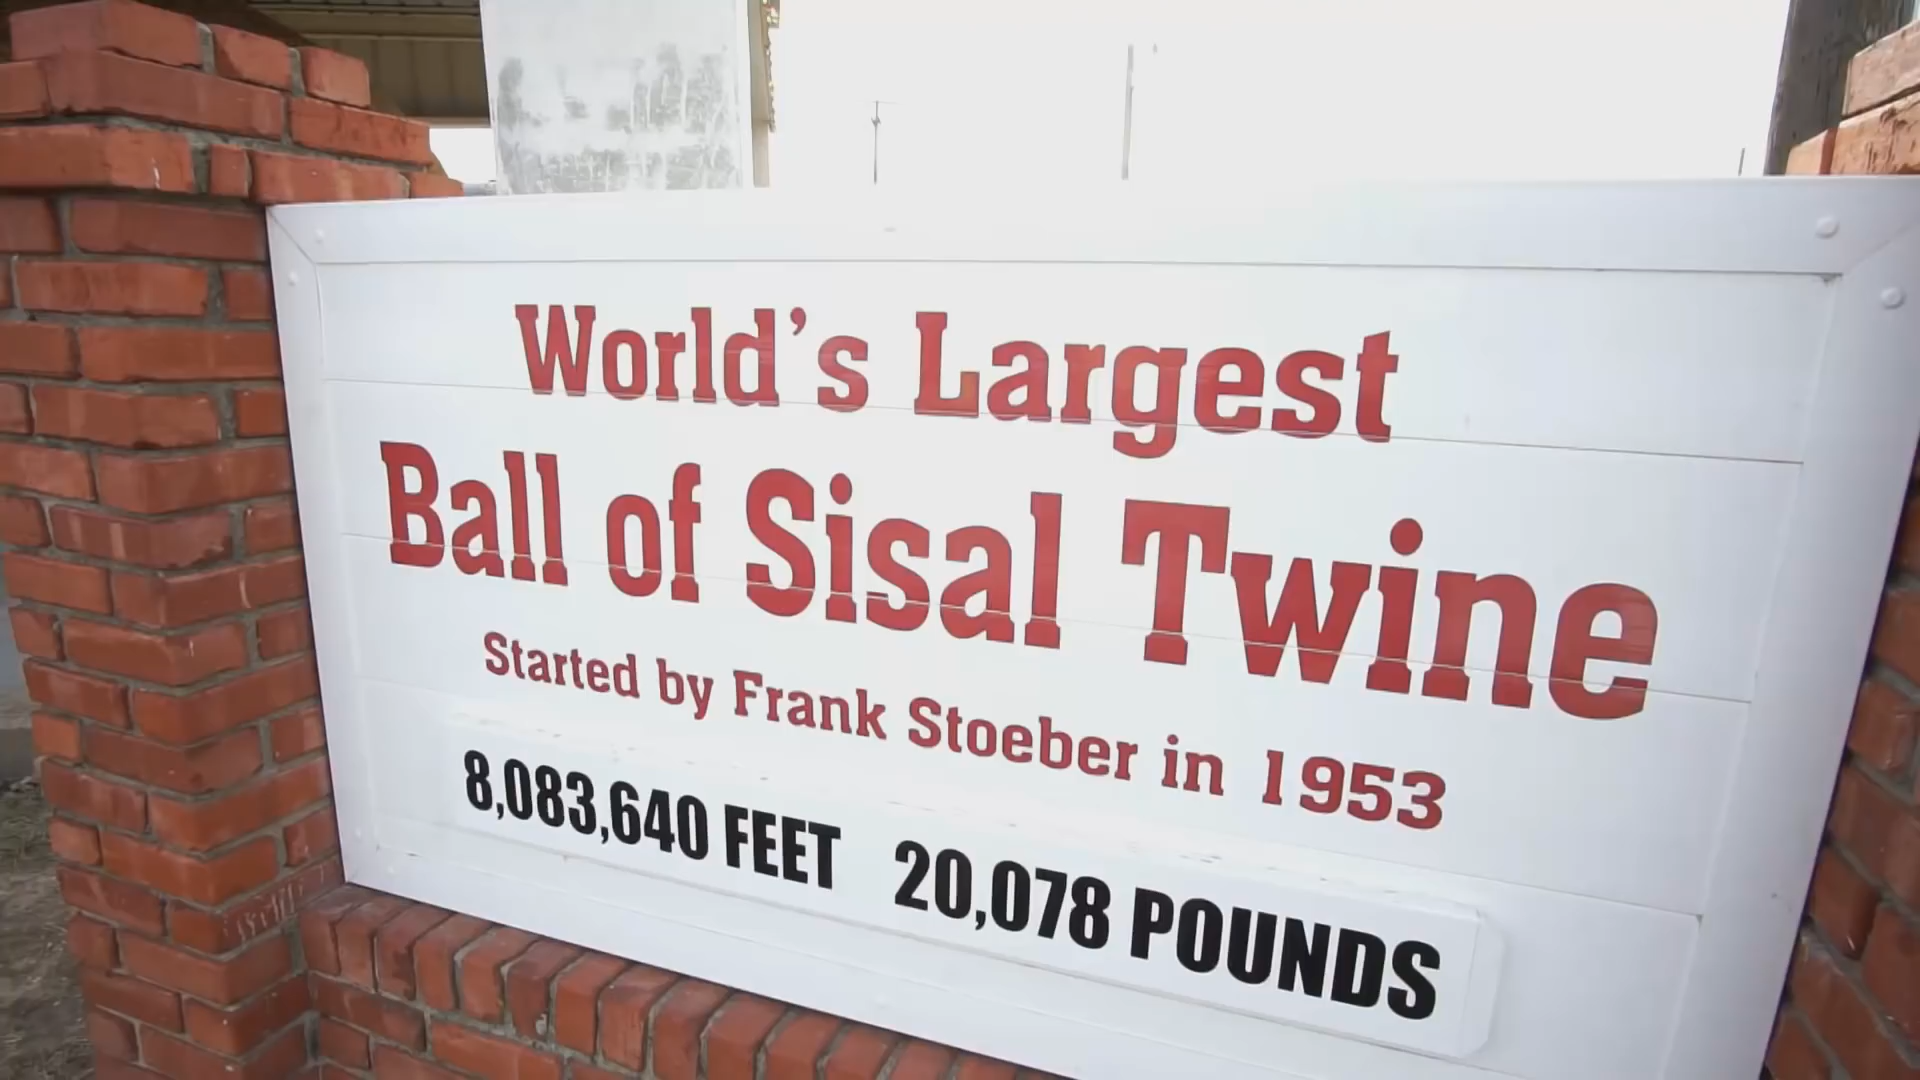 World's Largest
Ball of Sisal Twine
Started by Frank Stoeber in 1953
8,083,640 FEET 20,078 POUNDS